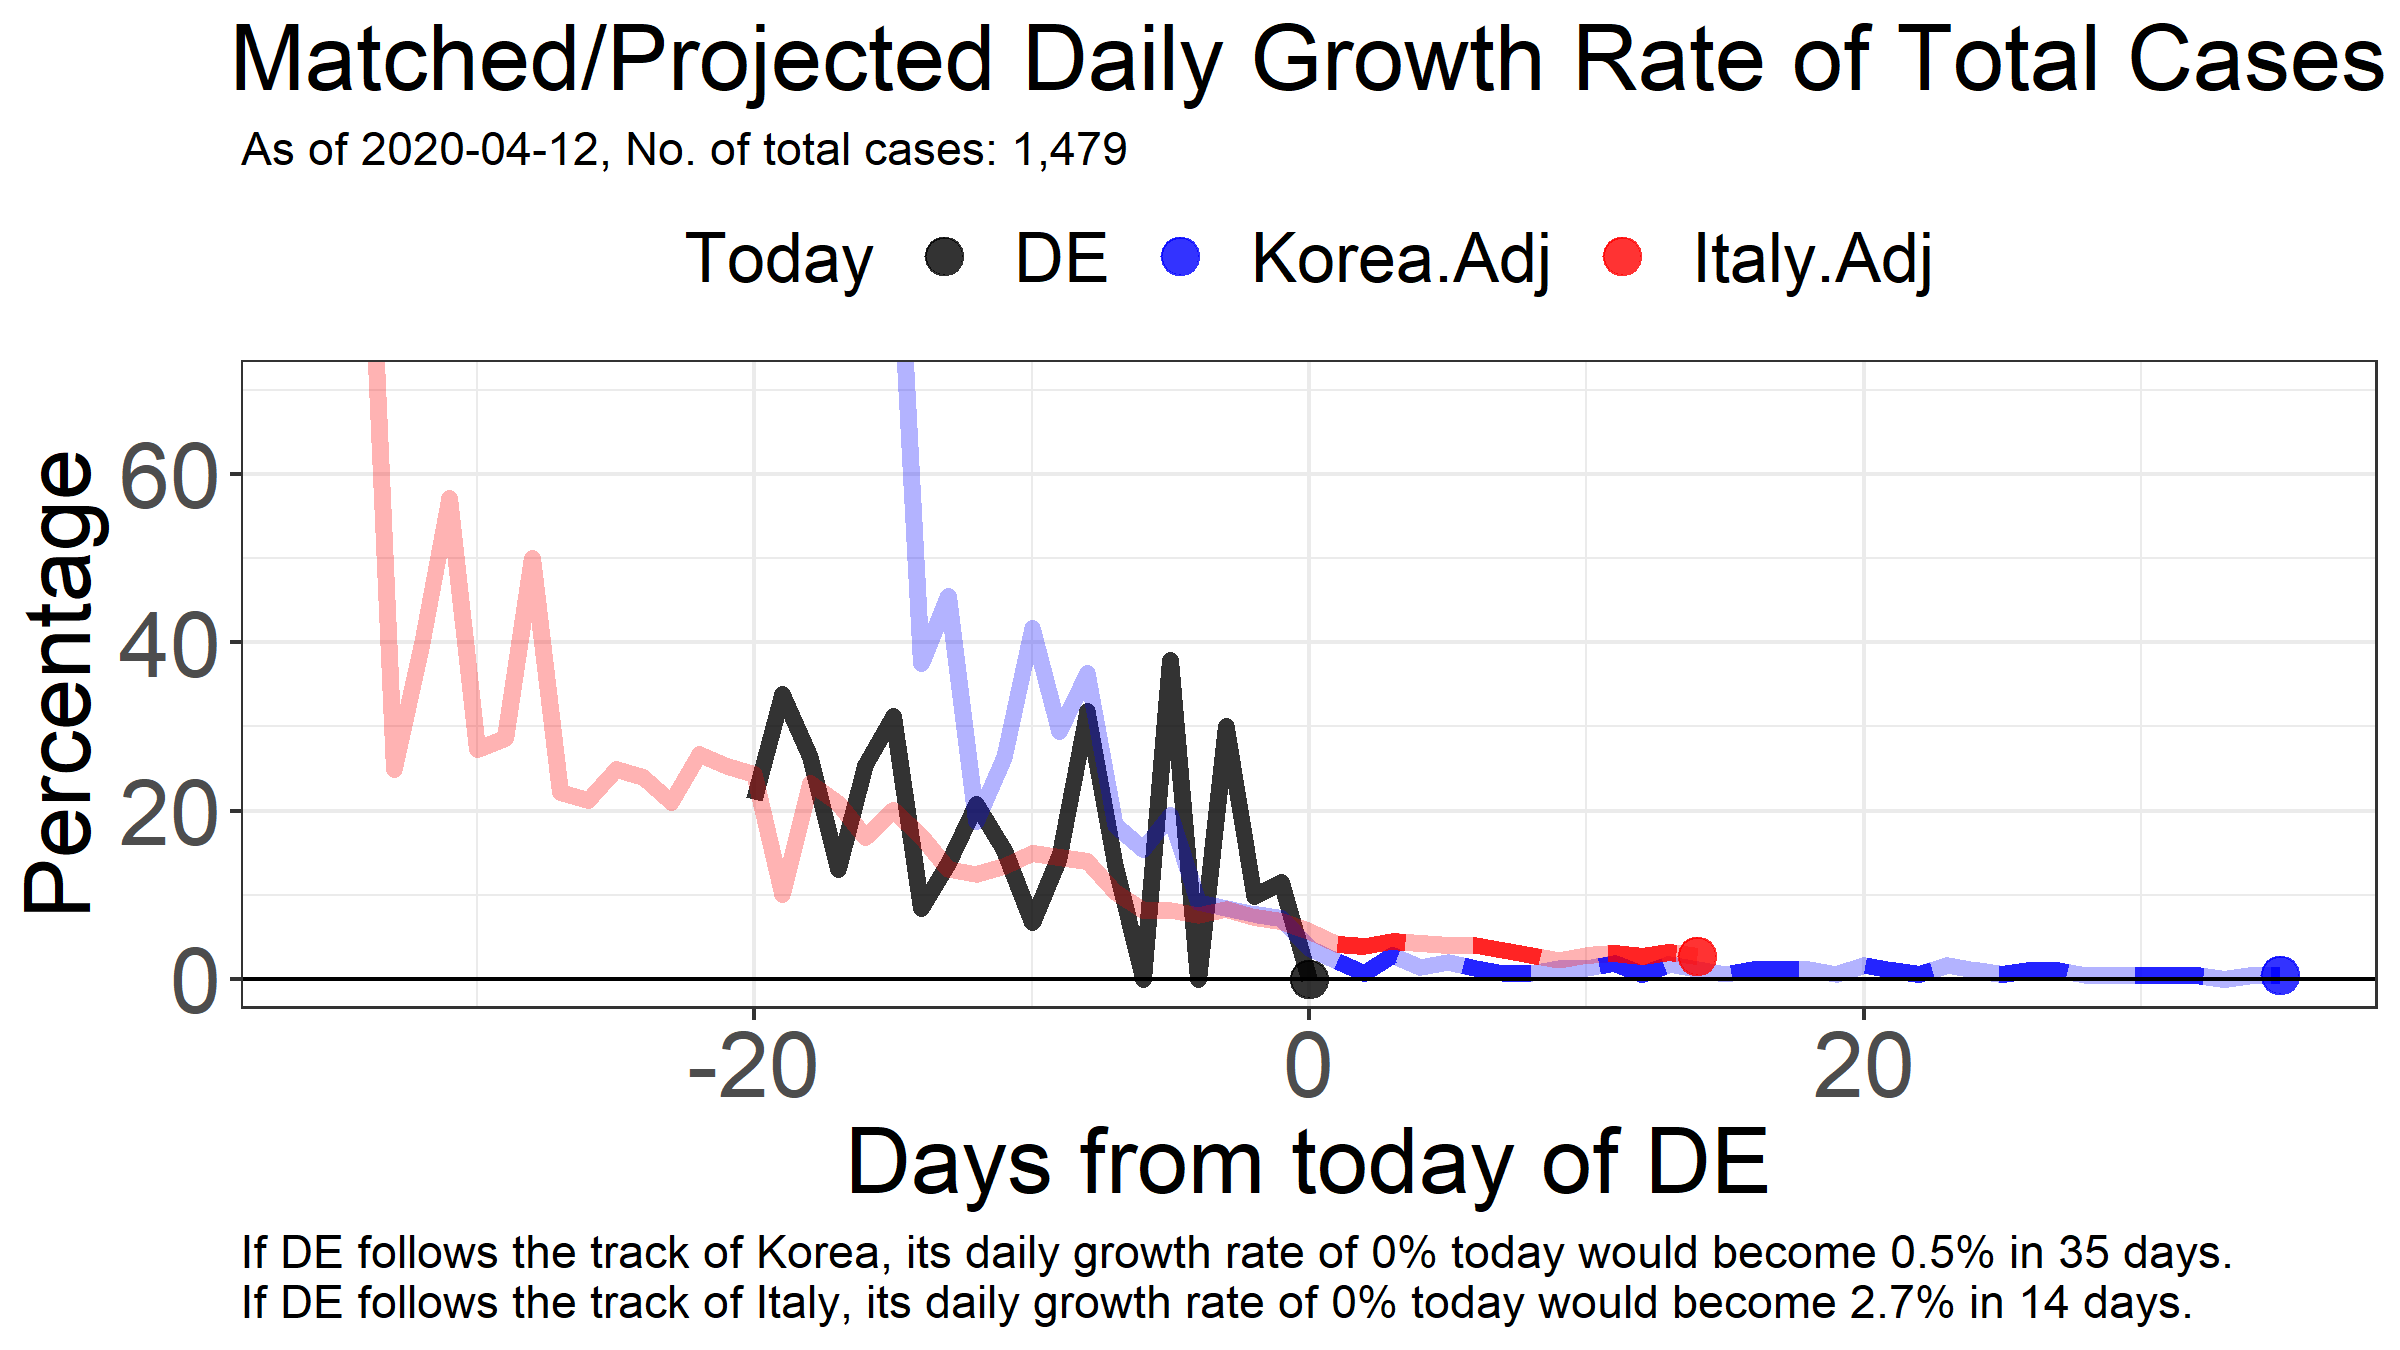 Matched/Projected Daily Growth Rate of Total Cases
As of 2020-04-12, No. of total cases: 1,479
Today DE Korea.Adj Italy.Adj
Percentage
60
40
20
0
-20 0 20
Days from today of DE
If DE follows the track of Korea, its daily growth rate of 0% today would become 0.5% in 35 days.
If DE follows the track of Italy, its daily growth rate of 0% today would become 2.7% in 14 days.